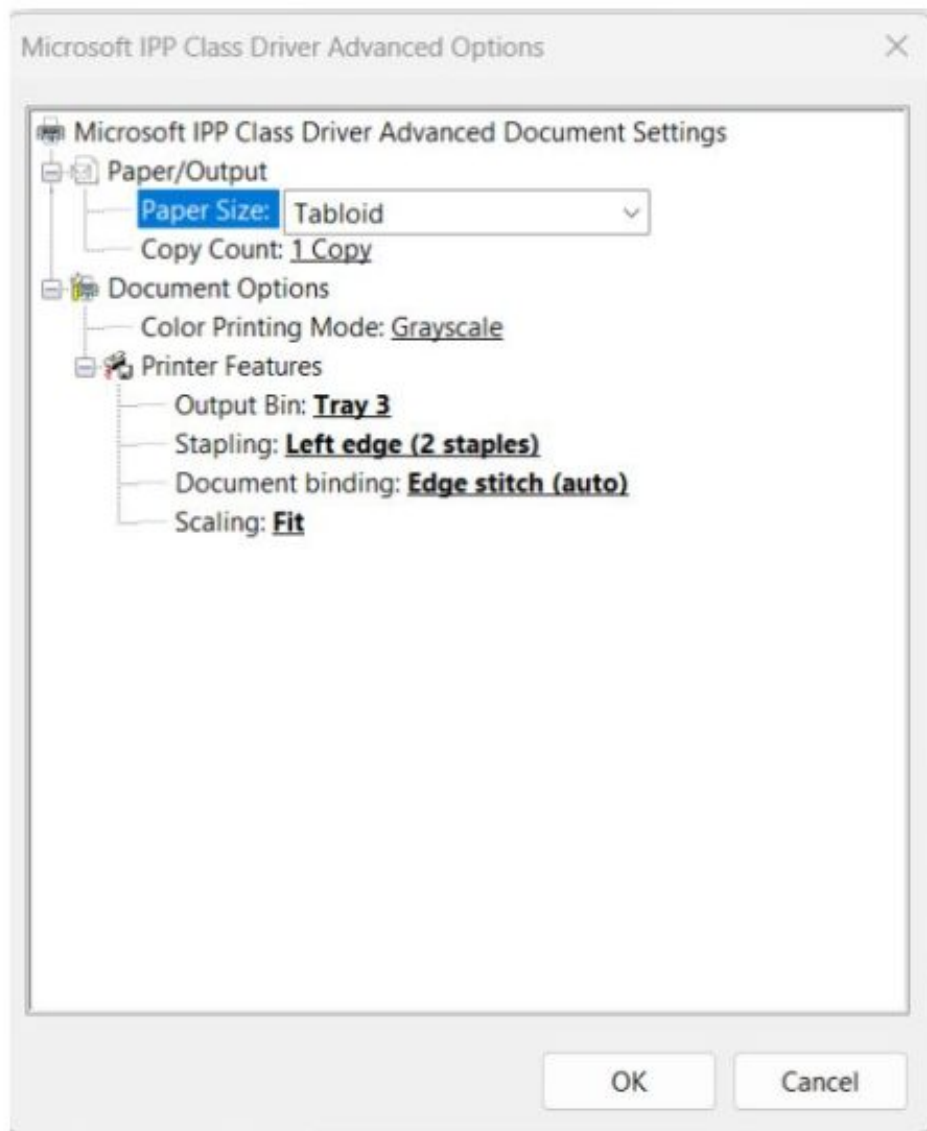 Microsoft IPP Class Driver Advanced Options
Microsoft IPP Class Driver Advanced Document Settings
Paper/Output
Paper Size: Tabloid
Copy Count: 1 Copy
Document Options
Color Printing Mode: Grayscale
Printer Features
Output Bin: Tray 3
Stapling: Left edge (2 staples)
Document binding: Edge stitch (auto)
Scaling: Fit
OK Cancel